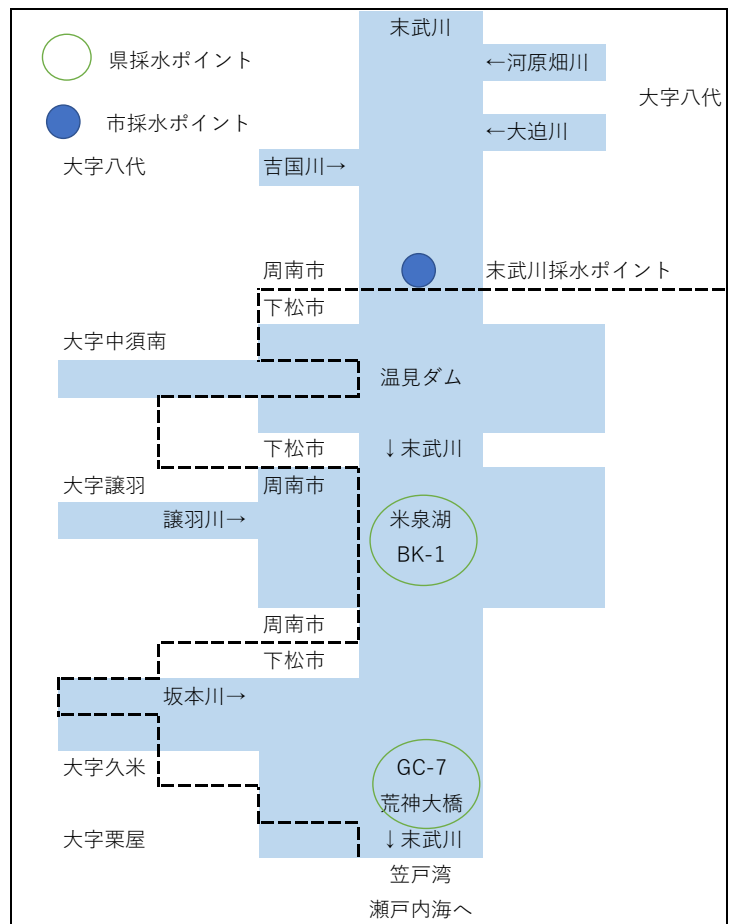 末武川
県採水ポイント
←河原畑川
大字八代
市採水ポイント
←大迫川
大字八代
吉国川→
周南市
末武川採水ポイント
下松市
大字中須南
温見ダム
下松市
↓末武川
大字譲羽
周南市
譲羽川→
米泉湖
BK-1
周南市
下松市
坂本川→
大字久米
GC-7
荒神大橋
大字栗屋
↓末武川
笠戸湾
瀬戸内海へ